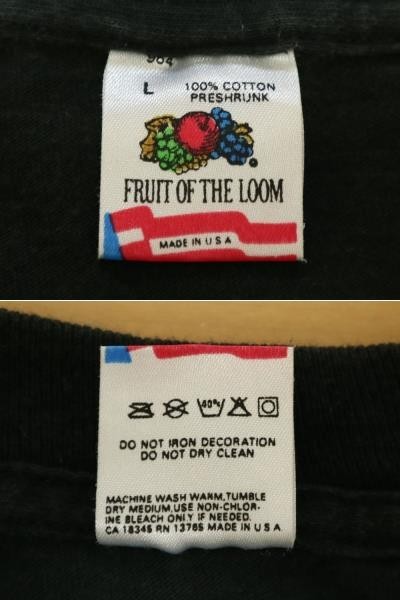 L
100% COTTON
PRESHRUNK
FRUIT OF THE LOOM
MADE IN U S A
40°
DO NOT IRON DECORATION
DO NOT DRY CLEAN
MACHINE WASH WARM, TUMBLE
DRY MEDIUM, USE NON-CHLOR-
INE BLEACH ONLY IF NEEDED.
CA 18345 RN 13765 MADE IN U S A